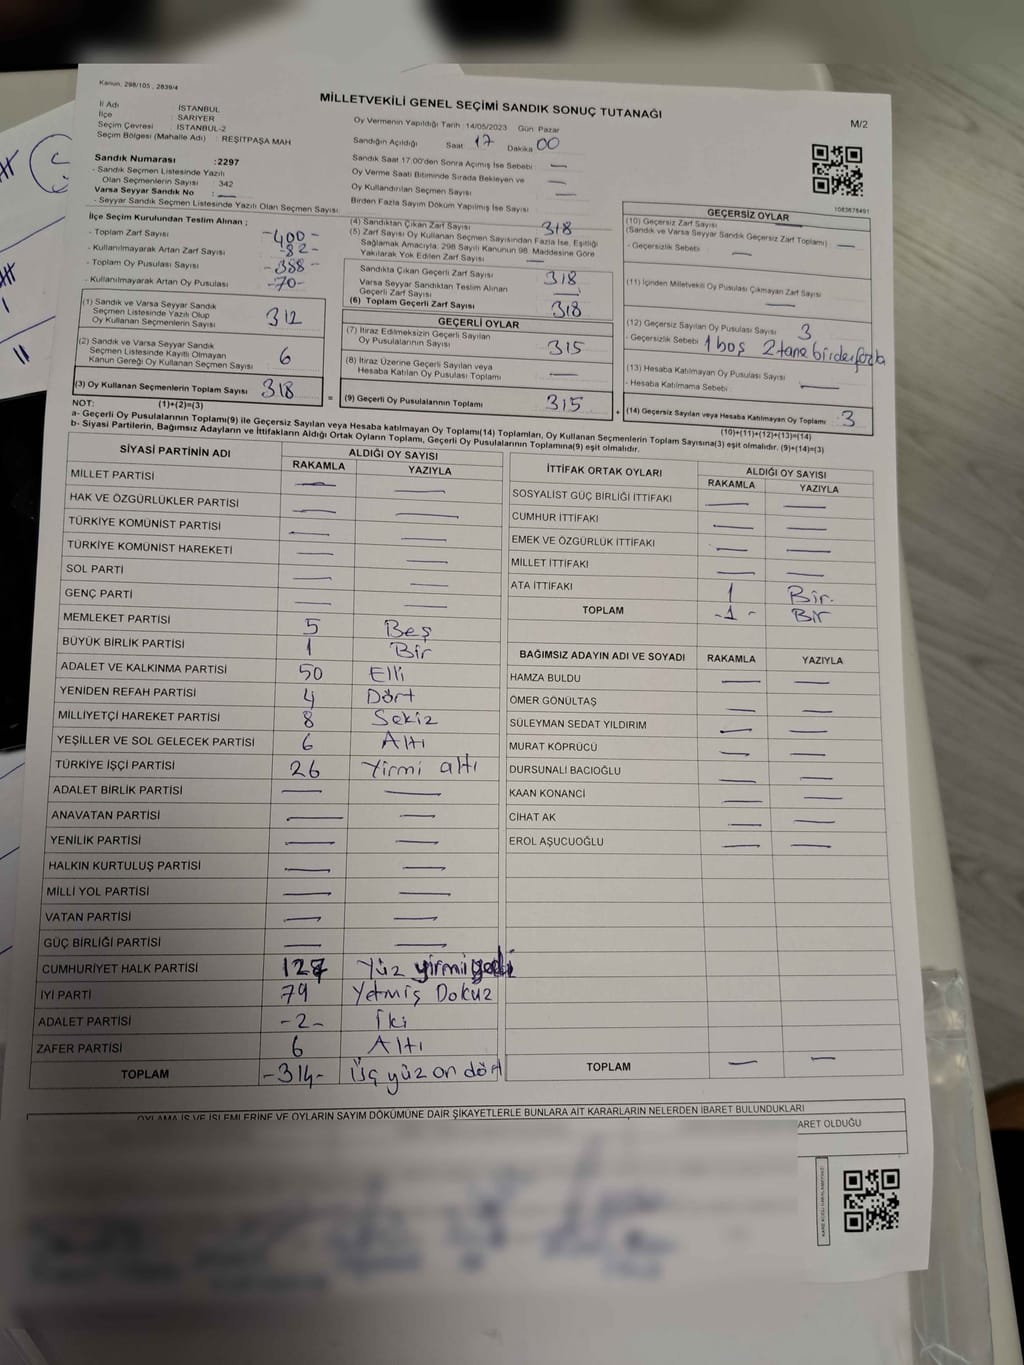 Kanun, 298/105 , 2839/4
MİLLETVEKİLİ GENEL SEÇİMİ SANDIK SONUÇ TUTANAĞI
M/2
İl Adı : İSTANBUL
İlçe : SARIYER
Seçim Çevresi : İSTANBUL-2
Seçim Bölgesi (Mahalle Adı) : REŞİTPAŞA MAH
Oy Vermenin Yapıldığı Tarih :14/05/2023 Gün: Pazar
Sandığın Açıldığı Saat 17 Dakika 00
Sandık Saat 17:00'den Sonra Açımış İse Sebebi : —
Oy Verme Saati Bitiminde Sırada Bekleyen ve
Oy Kullandırılan Seçmen Sayısı : —
Birden Fazla Sayım Döküm Yapılmış İse Sayısı : —
Sandık Numarası :2297
- Sandık Seçmen Listesinde Yazılı
Olan Seçmenlerin Sayısı : 342
Varsa Seyyar Sandık No : —
- Seyyar Sandık Seçmen Listesinde Yazılı Olan Seçmen Sayısı
1083678491
İlçe Seçim Kurulundan Teslim Alınan ;
- Toplam Zarf Sayısı -400-
- Kullanılmayarak Artan Zarf Sayısı 82-
- Toplam Oy Pusulası Sayısı -388-
- Kullanılmayarak Artan Oy Pusulası -70-
(1) Sandık ve Varsa Seyyar Sandık
Seçmen Listesinde Yazılı Olup
Oy Kullanan Seçmenlerin Sayısı 312
(2) Sandık ve Varsa Seyyar Sandık
Seçmen Listesinde Kayıtlı Olmayan
Kanun Gereği Oy Kullanan Seçmen Sayısı 6
(3) Oy Kullanan Seçmenlerin Toplam Sayısı 318
(4) Sandıktan Çıkan Zarf Sayısı 318
(5) Zarf Sayısı Oy Kullanan Seçmen Sayısından Fazla İse, Eşitliği
Sağlamak Amacıyla, 298 Sayılı Kanunun 98. Maddesine Göre
Yakılarak Yok Edilen Zarf Sayısı —
Sandıkta Çıkan Geçerli Zarf Sayısı 318
Varsa Seyyar Sandıktan Teslim Alınan
Geçerli Zarf Sayısı —
(6) Toplam Geçerli Zarf Sayısı 318
GEÇERLİ OYLAR
(7) İtiraz Edilmeksizin Geçerli Sayılan
Oy Pusulalarının Sayısı 315
(8) İtiraz Üzerine Geçerli Sayılan veya
Hesaba Katılan Oy Pusulası Toplamı —
(9) Geçerli Oy Pusulalarının Toplamı 315
GEÇERSİZ OYLAR
(10) Geçersiz Zarf Sayısı
(Sandık ve Varsa Seyyar Sandık Geçersiz Zarf Toplamı) —
- Geçersizlik Sebebi : —
(11) İçinden Milletvekili Oy Pusulası Çıkmayan Zarf Sayısı —
(12) Geçersiz Sayılan Oy Pusulası Sayısı 3
- Geçersizlik Sebebi : 1 boş 2 tane birden fazla
(13) Hesaba Katılmayan Oy Pusulası Sayısı —
- Hesaba Katılmama Sebebi :
(14) Geçersiz Sayılan veya Hesaba Katılmayan Oy Toplamı 3
(10)+(11)+(12)+(13)=(14)
NOT: (1)+(2)=(3)
a- Geçerli Oy Pusulalarının Toplamı(9) ile Geçersiz Sayılan veya Hesaba katılmayan Oy Toplamı(14) Toplamları, Oy Kullanan Seçmenlerin Toplam Sayısına(3) eşit olmalıdır. (9)+(14)=(3)
b- Siyasi Partilerin, Bağımsız Adayların ve İttifakların Aldığı Ortak Oyların Toplamı, Geçerli Oy Pusulalarının Toplamına(9) eşit olmalıdır.
SİYASİ PARTİNİN ADI ALDIĞI OY SAYISI
RAKAMLA YAZIYLA
MİLLET PARTİSİ — —
HAK VE ÖZGÜRLÜKLER PARTİSİ — —
TÜRKİYE KOMÜNİST PARTİSİ — —
TÜRKİYE KOMÜNİST HAREKETİ — —
SOL PARTİ — —
GENÇ PARTİ — —
MEMLEKET PARTİSİ 5 Beş
BÜYÜK BİRLİK PARTİSİ 1 Bir
ADALET VE KALKINMA PARTİSİ 50 Elli
YENİDEN REFAH PARTİSİ 4 Dört
MİLLİYETÇİ HAREKET PARTİSİ 8 Sekiz
YEŞİLLER VE SOL GELECEK PARTİSİ 6 Altı
TÜRKİYE İŞÇİ PARTİSİ 26 Yirmi altı
ADALET BİRLİK PARTİSİ — —
ANAVATAN PARTİSİ — —
YENİLİK PARTİSİ — —
HALKIN KURTULUŞ PARTİSİ — —
MİLLİ YOL PARTİSİ — —
VATAN PARTİSİ — —
GÜÇ BİRLİĞİ PARTİSİ — —
CUMHURİYET HALK PARTİSİ 127 Yüz yirmi yedi
İYİ PARTİ 79 Yetmiş Dokuz
ADALET PARTİSİ -2- İki
ZAFER PARTİSİ 6 Altı
TOPLAM -314- Üç yüz on dört
İTTİFAK ORTAK OYLARI ALDIĞI OY SAYISI
RAKAMLA YAZIYLA
SOSYALİST GÜÇ BİRLİĞİ İTTİFAKI — —
CUMHUR İTTİFAKI — —
EMEK VE ÖZGÜRLÜK İTTİFAKI — —
MİLLET İTTİFAKI — —
ATA İTTİFAKI 1 Bir.
TOPLAM -1- Bir
BAĞIMSIZ ADAYIN ADI VE SOYADI RAKAMLA YAZIYLA
HAMZA BULDU — —
ÖMER GÖNÜLTAŞ — —
SÜLEYMAN SEDAT YILDIRIM — —
MURAT KÖPRÜCÜ — —
DURSUNALİ BACIOĞLU — —
KAAN KONANCİ — —
CİHAT AK — —
EROL AŞUCUOĞLU — —
TOPLAM — —
OYLAMA İŞ VE İŞLEMLERİNE VE OYLARIN SAYIM DÖKÜMÜNE DAİR ŞİKAYETLERLE BUNLARA AİT KARARLARIN NELERDEN İBARET BULUNDUKLARI
ARET OLDUĞU